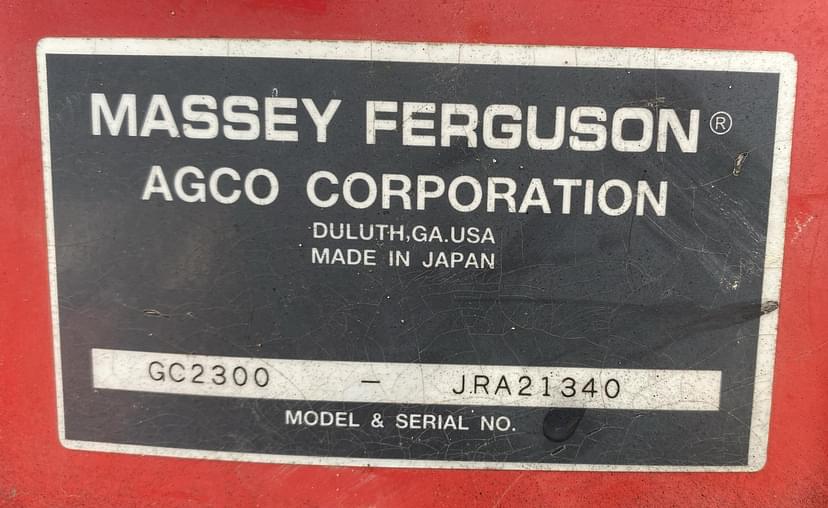 MASSEY FERGUSON®
AGCO CORPORATION
DULUTH,GA.USA
MADE IN JAPAN
GC2300 – JRA21340
MODEL & SERIAL NO.